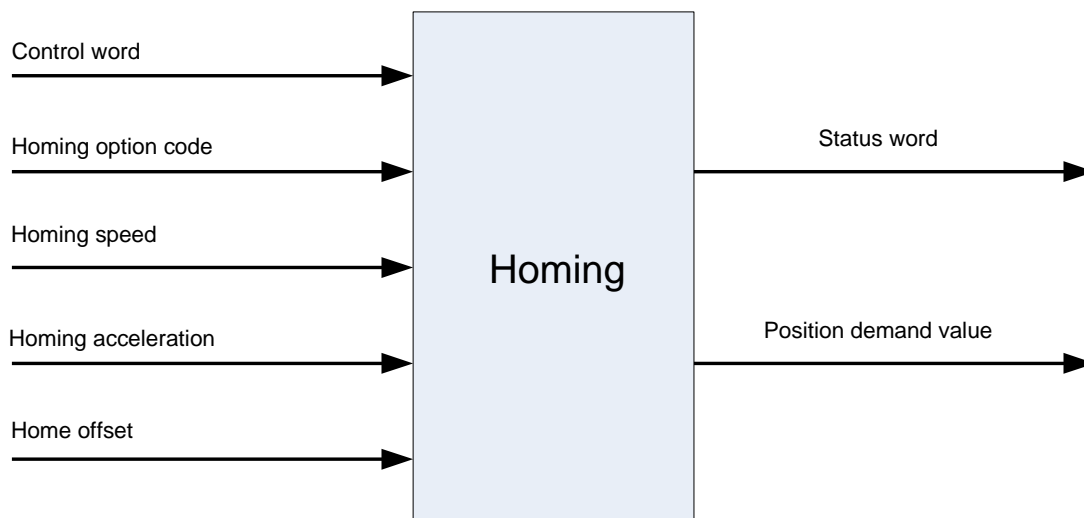 Control word
Homing option code
Homing speed
Homing acceleration
Home offset
Homing
Status word
Position demand value